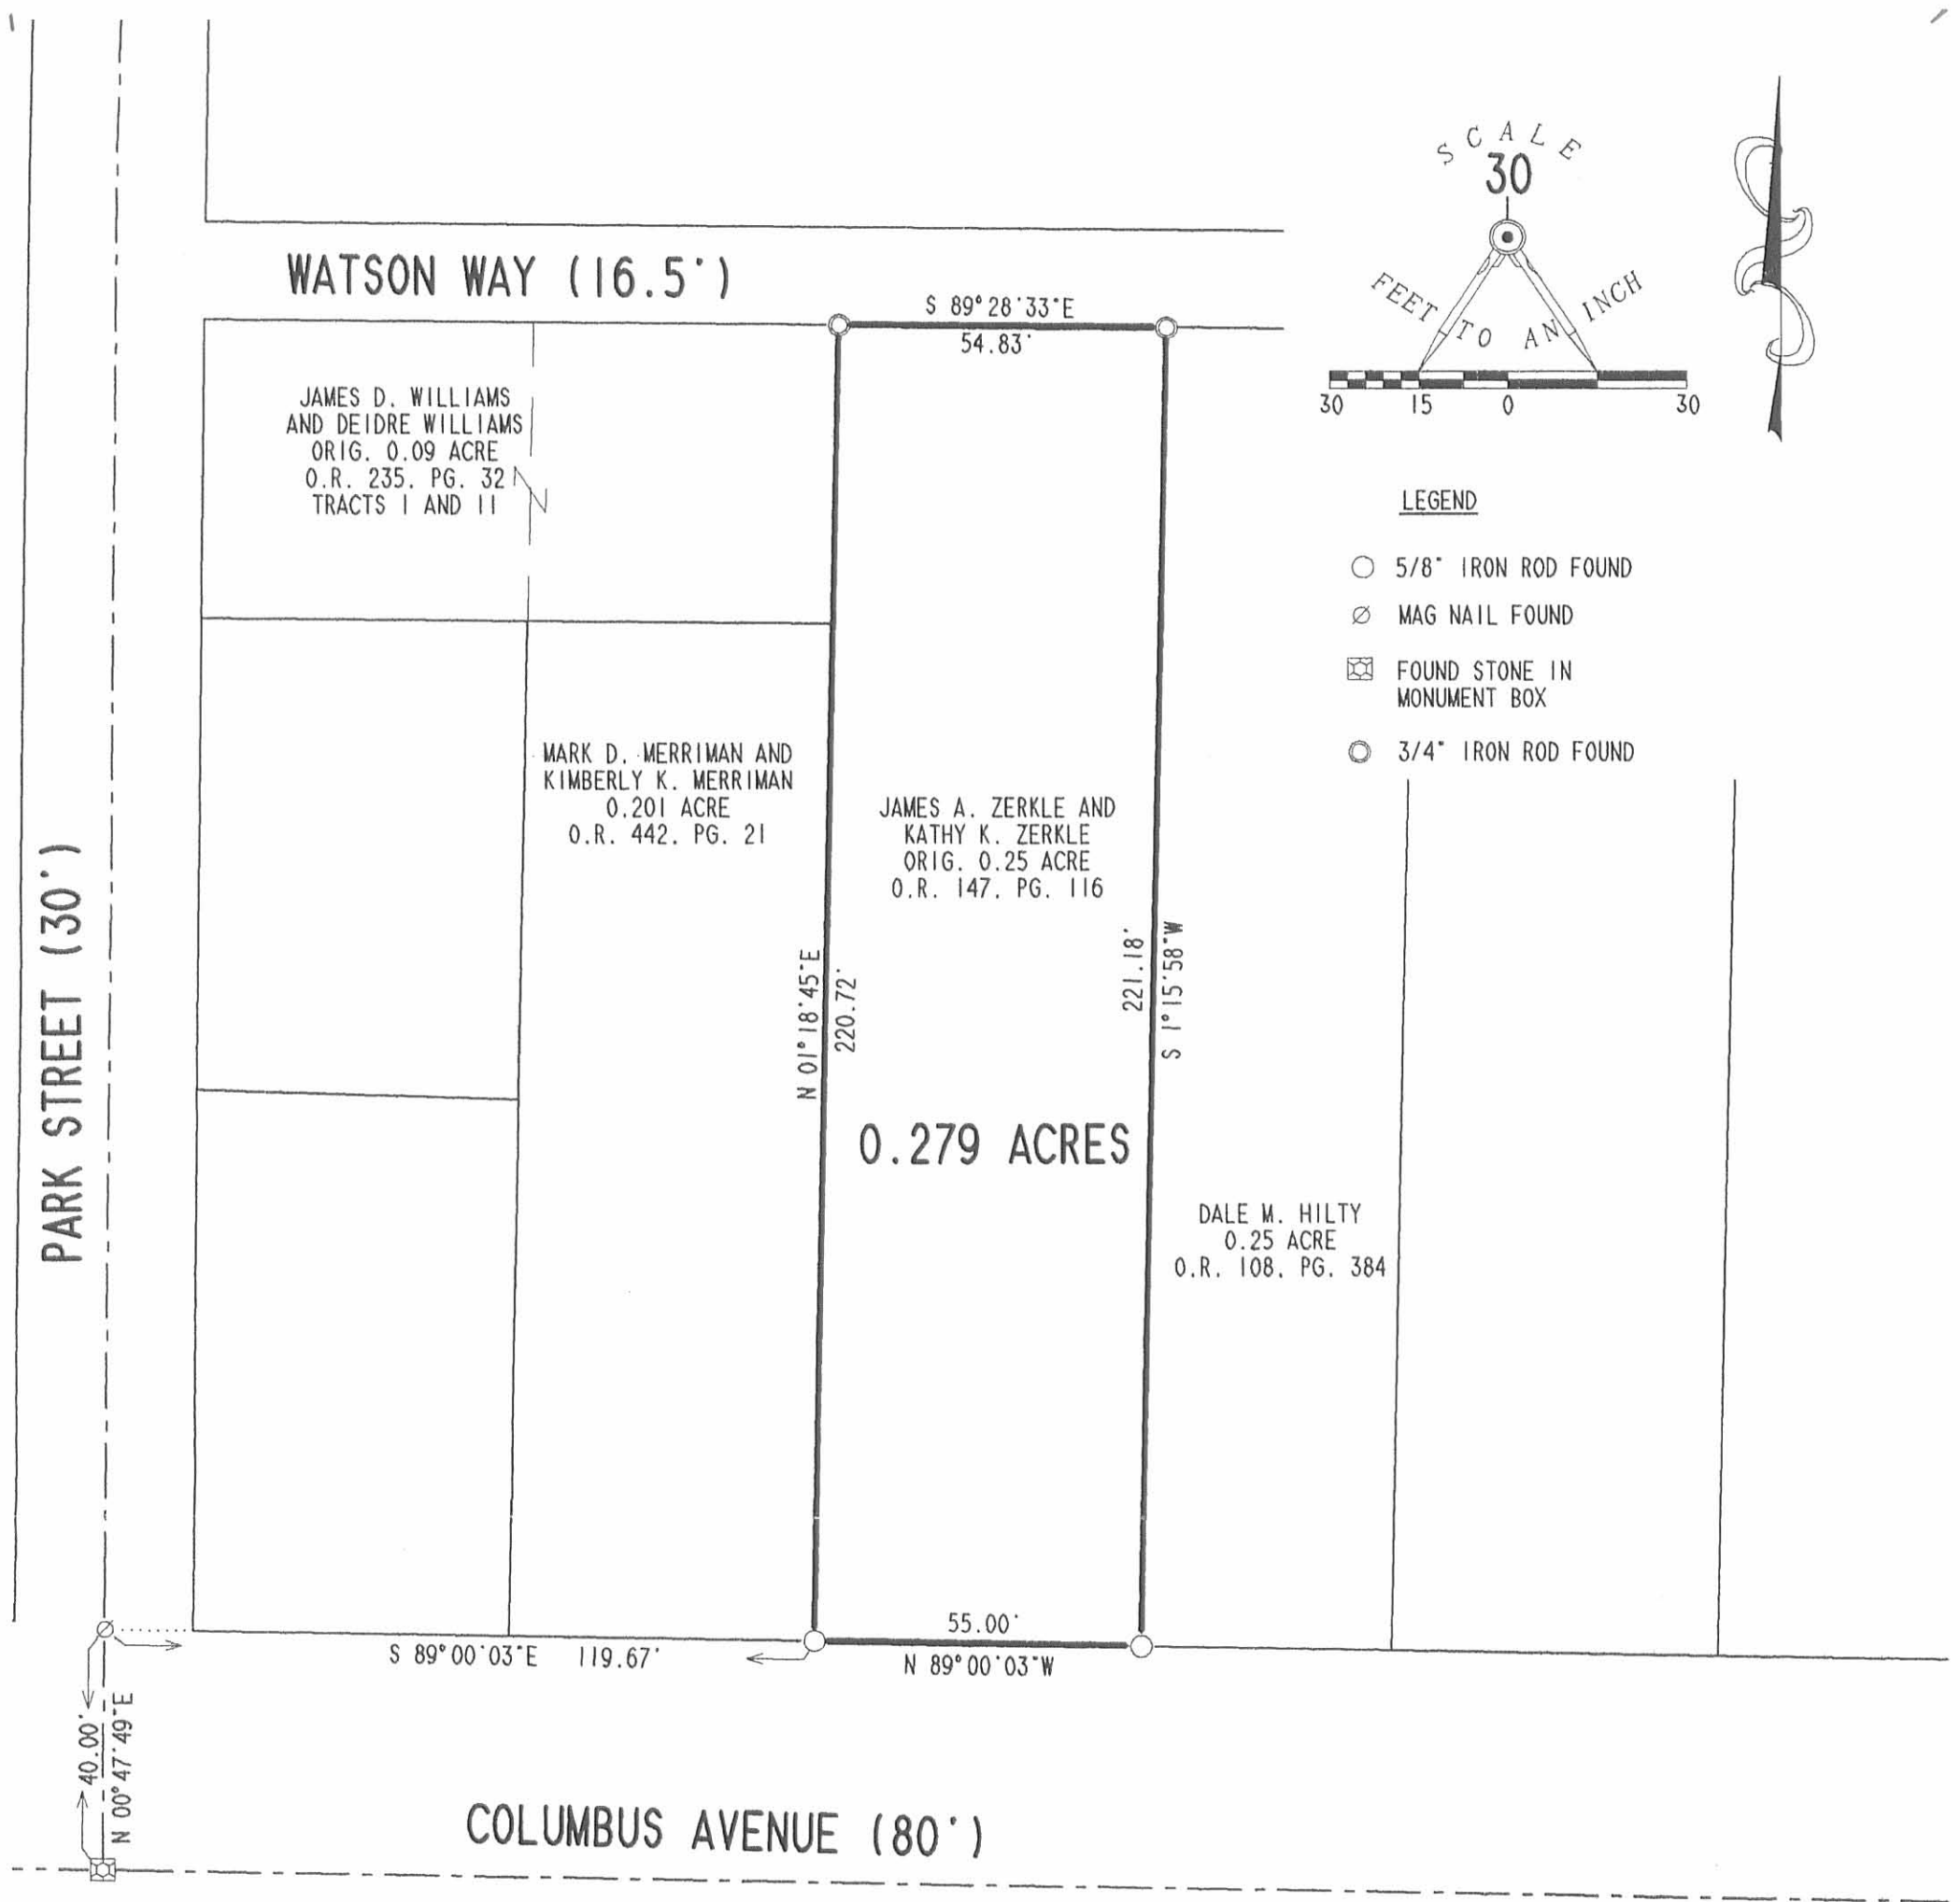 SCALE
30
FEET TO AN INCH
30 15 0 30
WATSON WAY (16.5')
S 89°28'33"E
54.83'
JAMES D. WILLIAMS
AND DEIDRE WILLIAMS
ORIG. 0.09 ACRE
O.R. 235, PG. 32
TRACTS I AND II
LEGEND
5/8" IRON ROD FOUND
MAG NAIL FOUND
FOUND STONE IN
MONUMENT BOX
3/4" IRON ROD FOUND
MARK D. MERRIMAN AND
KIMBERLY K. MERRIMAN
0.201 ACRE
O.R. 442, PG. 21
JAMES A. ZERKLE AND
KATHY K. ZERKLE
ORIG. 0.25 ACRE
O.R. 147, PG. 116
PARK STREET (30')
N 01°18'45"E
220.72'
221.18'
S 1°15'58"W
0.279 ACRES
DALE M. HILTY
0.25 ACRE
O.R. 108, PG. 384
55.00'
N 89°00'03"W
S 89°00'03"E 119.67'
40.00'
N 00°47'49"E
COLUMBUS AVENUE (80')